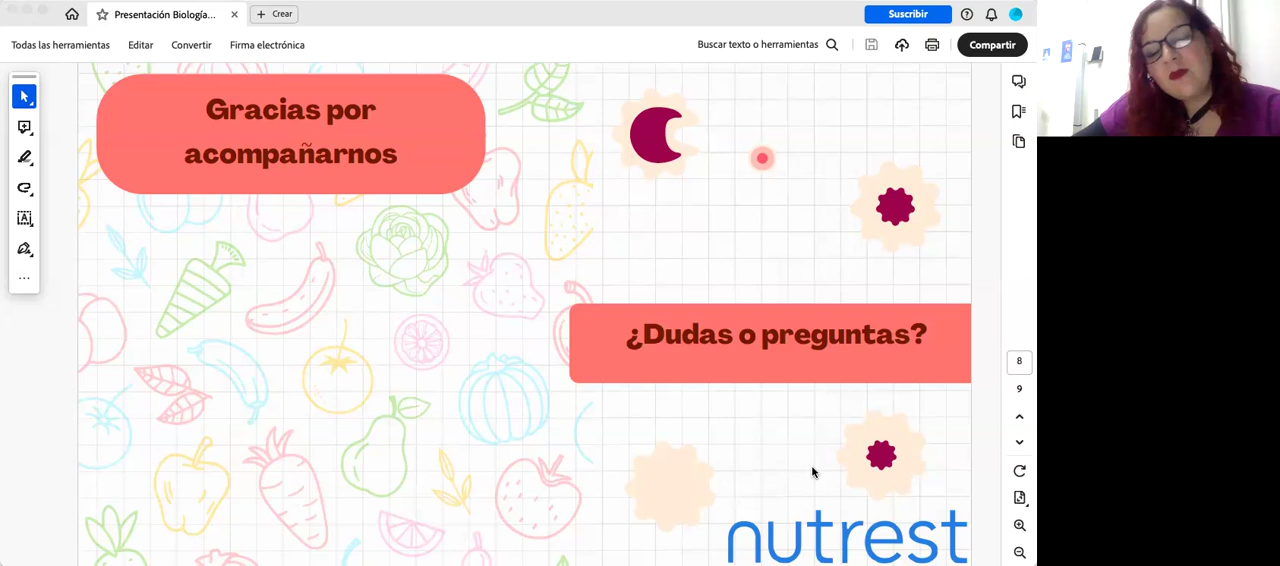 Presentación Biología...
Crear
Suscribir
Todas las herramientas
Editar
Convertir
Firma electrónica
Buscar texto o herramientas
Compartir
Gracias por
acompañarnos
¿Dudas o preguntas?
8
9
nutrest